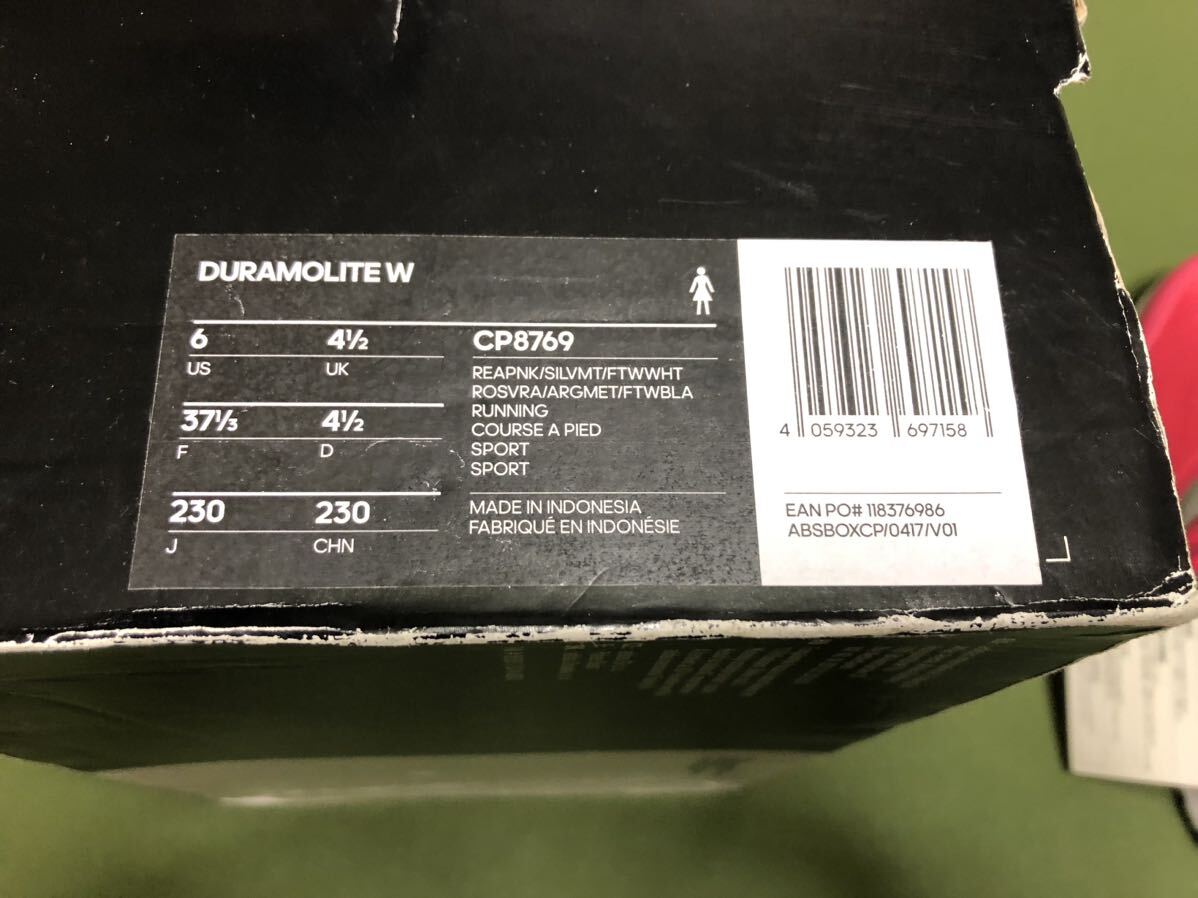 DURAMOLITE W
6 4½
US UK
37⅓ 4½
F D
230 230
J CHN
CP8769
REAPNK/SILVMT/FTWWHT
ROSVRA/ARGMET/FTWBLA
RUNNING
COURSE A PIED
SPORT
SPORT
MADE IN INDONESIA
FABRIQUÉ EN INDONÉSIE
4 059323 697158
EAN PO# 118376986
ABSBOXCP/0417/V01